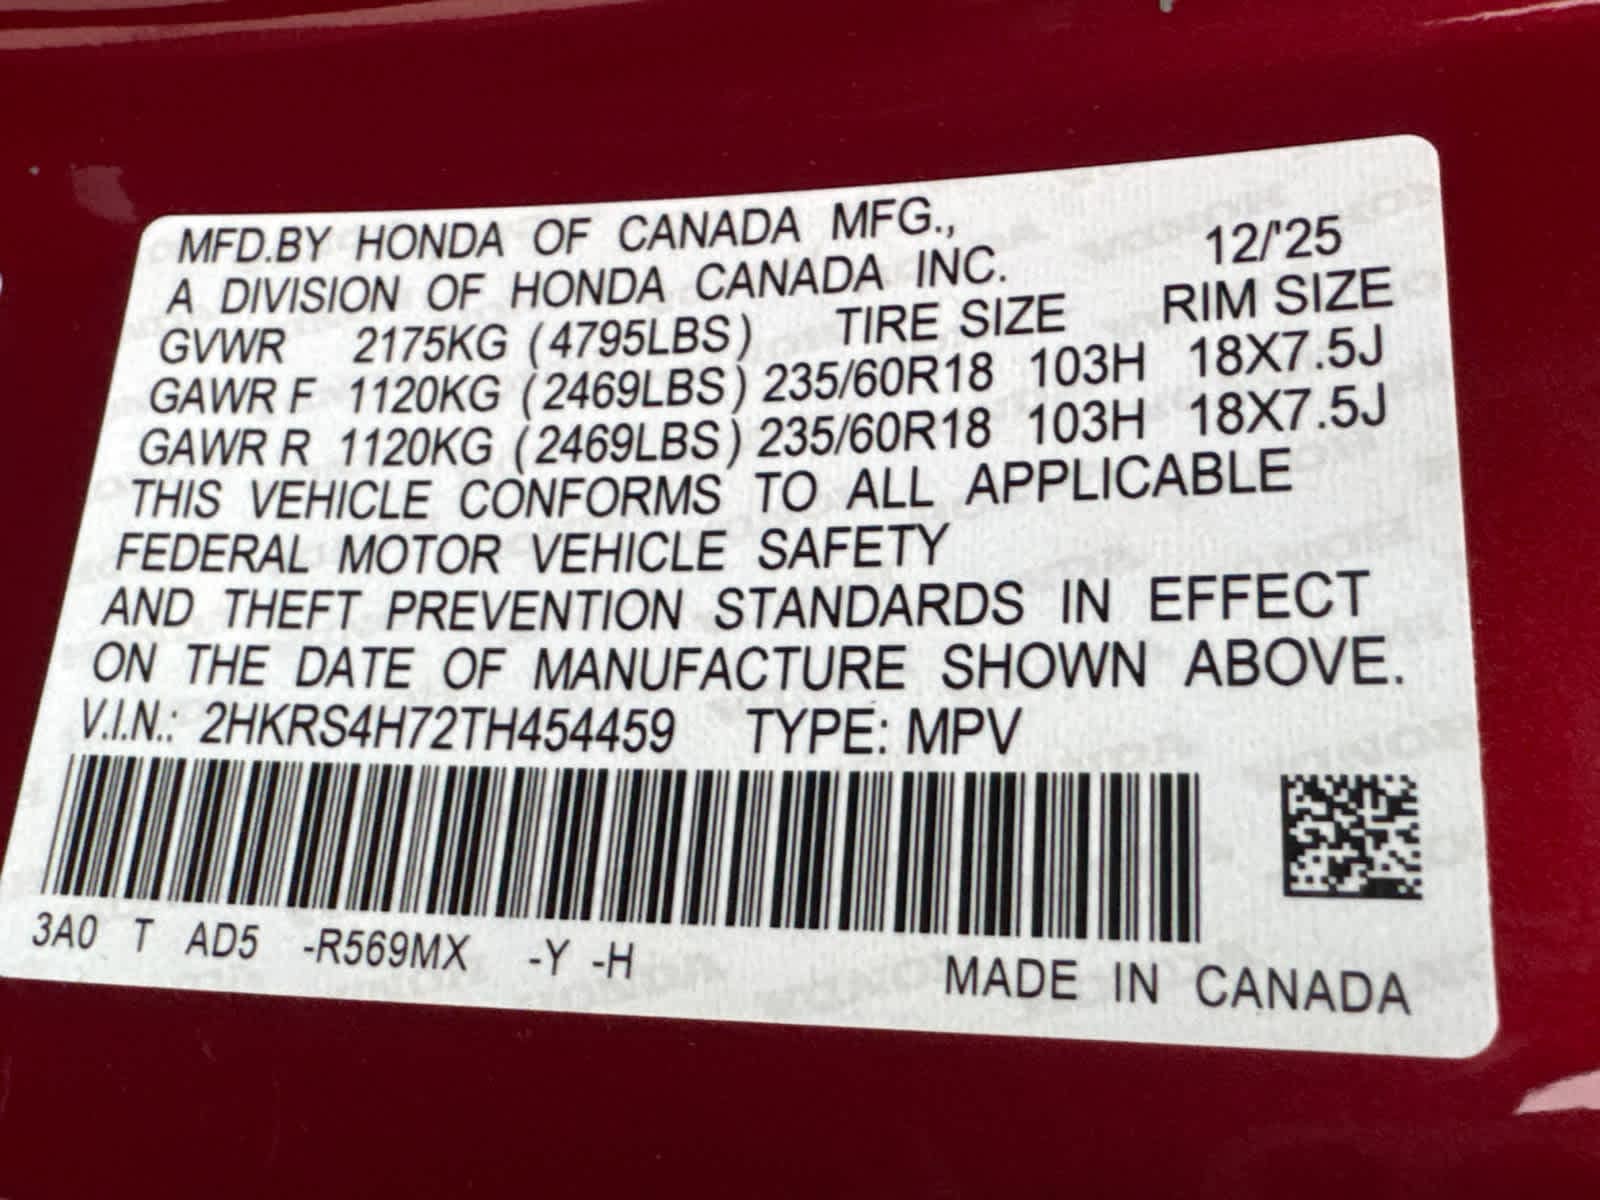 MFD.BY HONDA OF CANADA MFG.,
A DIVISION OF HONDA CANADA INC. 12/'25
GVWR 2175KG (4795LBS) TIRE SIZE RIM SIZE
GAWR F 1120KG (2469LBS) 235/60R18 103H 18X7.5J
GAWR R 1120KG (2469LBS) 235/60R18 103H 18X7.5J
THIS VEHICLE CONFORMS TO ALL APPLICABLE
FEDERAL MOTOR VEHICLE SAFETY
AND THEFT PREVENTION STANDARDS IN EFFECT
ON THE DATE OF MANUFACTURE SHOWN ABOVE.
V.I.N.: 2HKRS4H72TH454459 TYPE: MPV
3A0 T AD5 -R569MX -Y -H
MADE IN CANADA